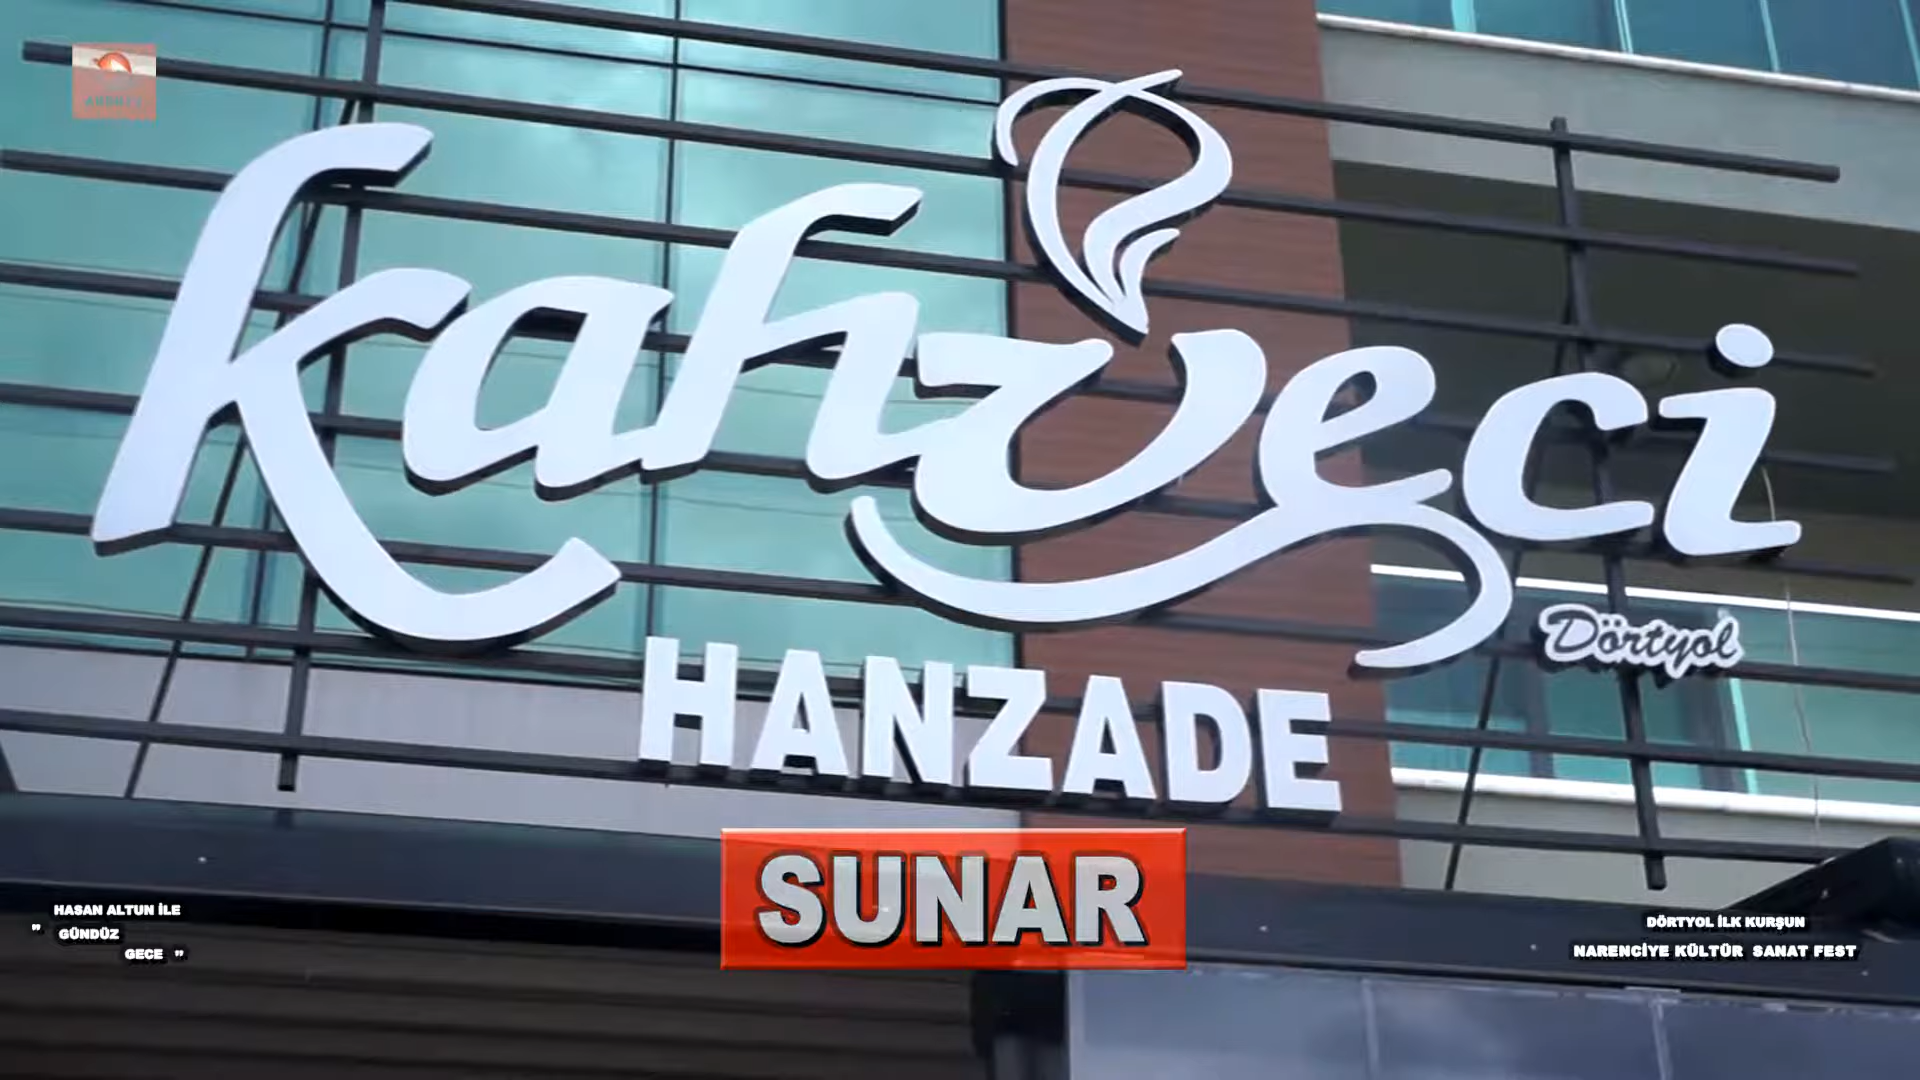 kahveci
Dörtyol
HANZADE
SUNAR
HASAN ALTUN İLE
" GÜNDÜZ
GECE "
DÖRTYOL İLK KURŞUN
NARENCİYE KÜLTÜR SANAT FEST